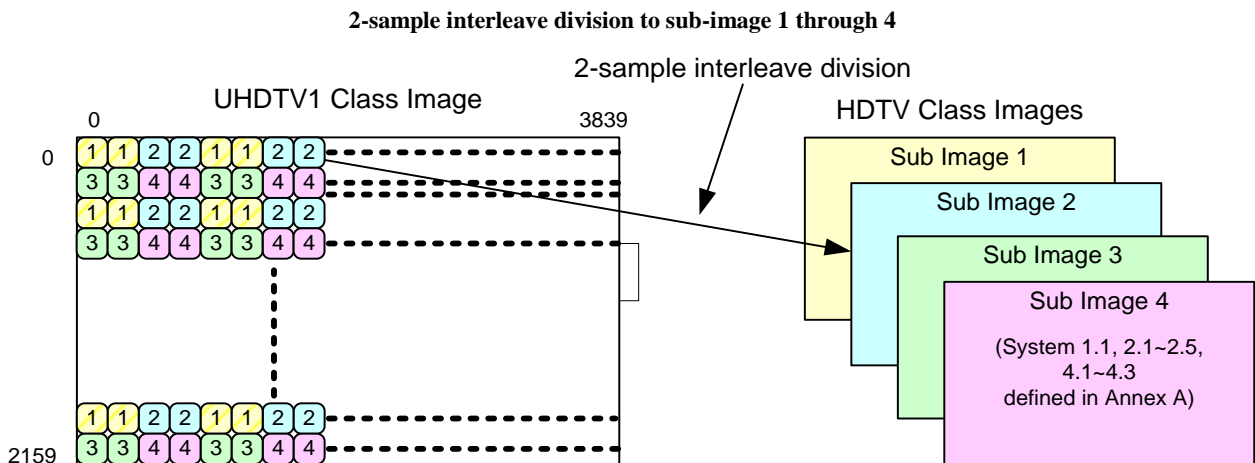 2-sample interleave division to sub-image 1 through 4
2-sample interleave division
UHDTV1 Class Image
HDTV Class Images
0 3839
0
1 1 2 2 1 1 2 2
3 3 4 4 3 3 4 4
1 1 2 2 1 1 2 2
3 3 4 4 3 3 4 4
1 1 2 2 1 1 2 2
3 3 4 4 3 3 4 4
2159
Sub Image 1
Sub Image 2
Sub Image 3
Sub Image 4
(System 1.1, 2.1~2.5,
4.1~4.3
defined in Annex A)